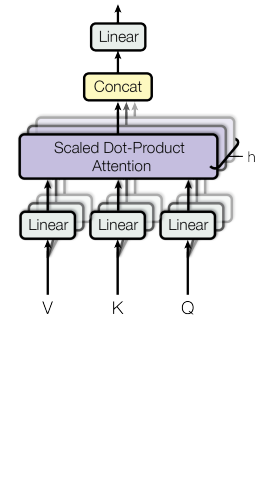 Linear
Concat
Scaled Dot-Product
Attention
h
Linear
Linear
Linear
V
K
Q